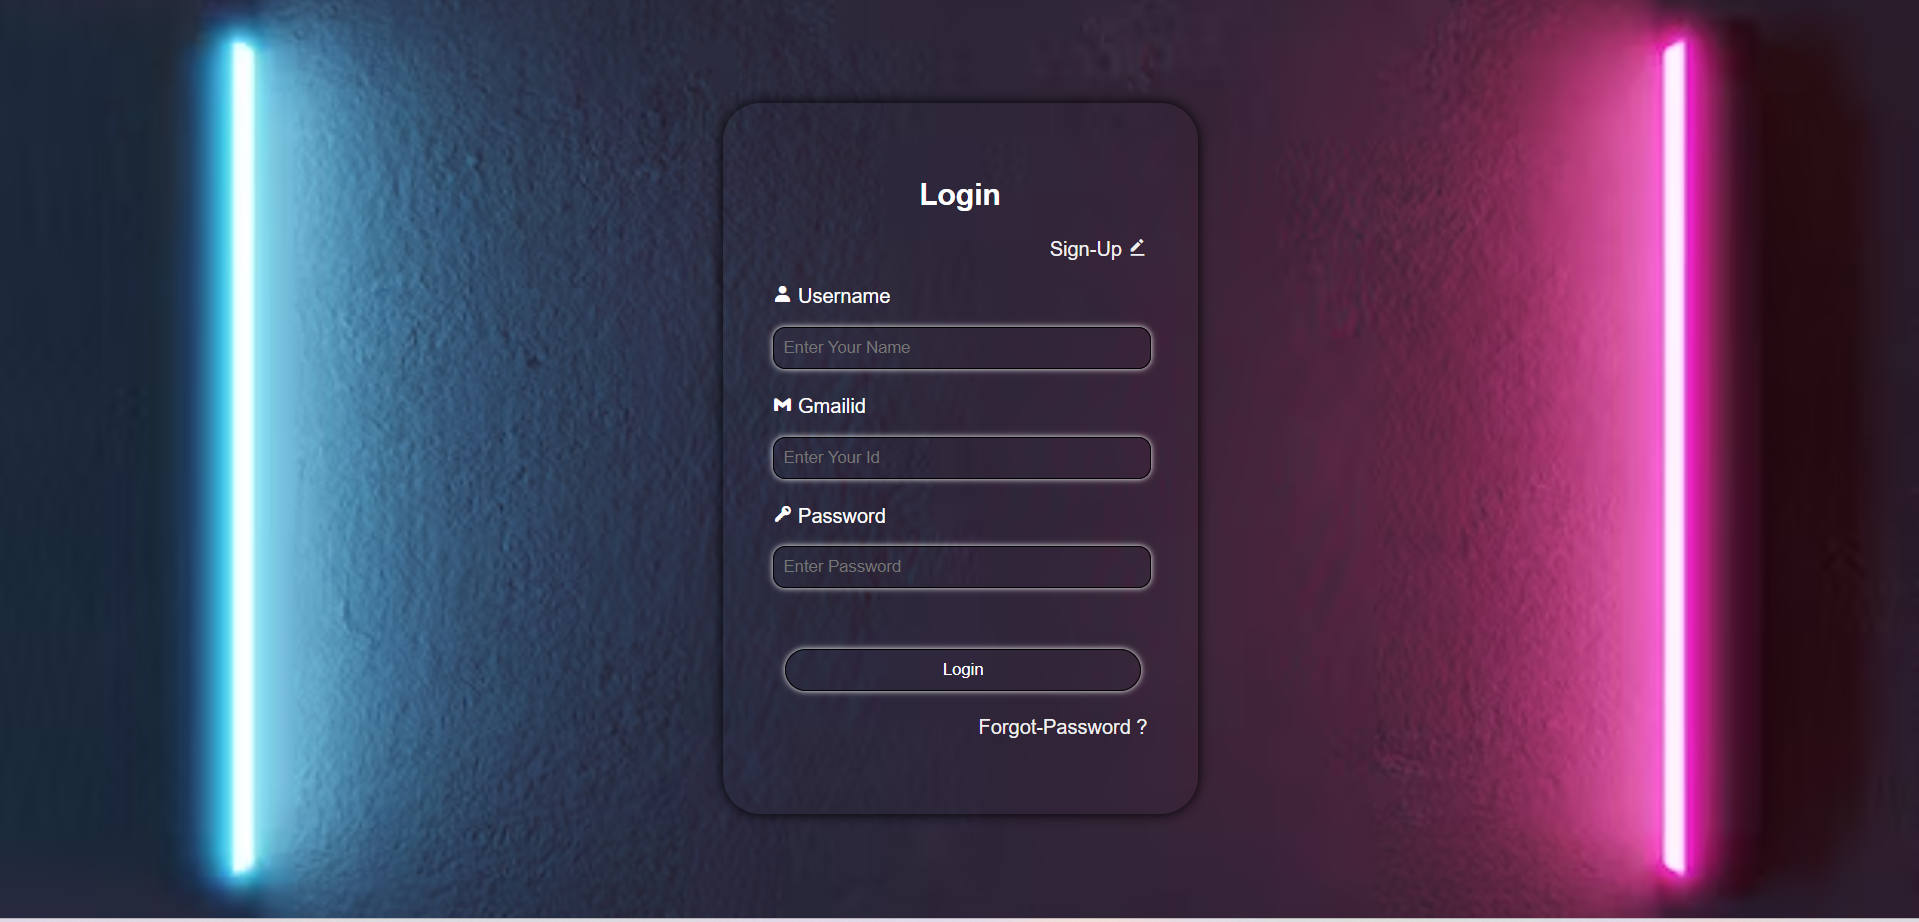 Login
Sign-Up
Username
Enter Your Name
Gmailid
Enter Your Id
Password
Enter Password
Login
Forgot-Password ?